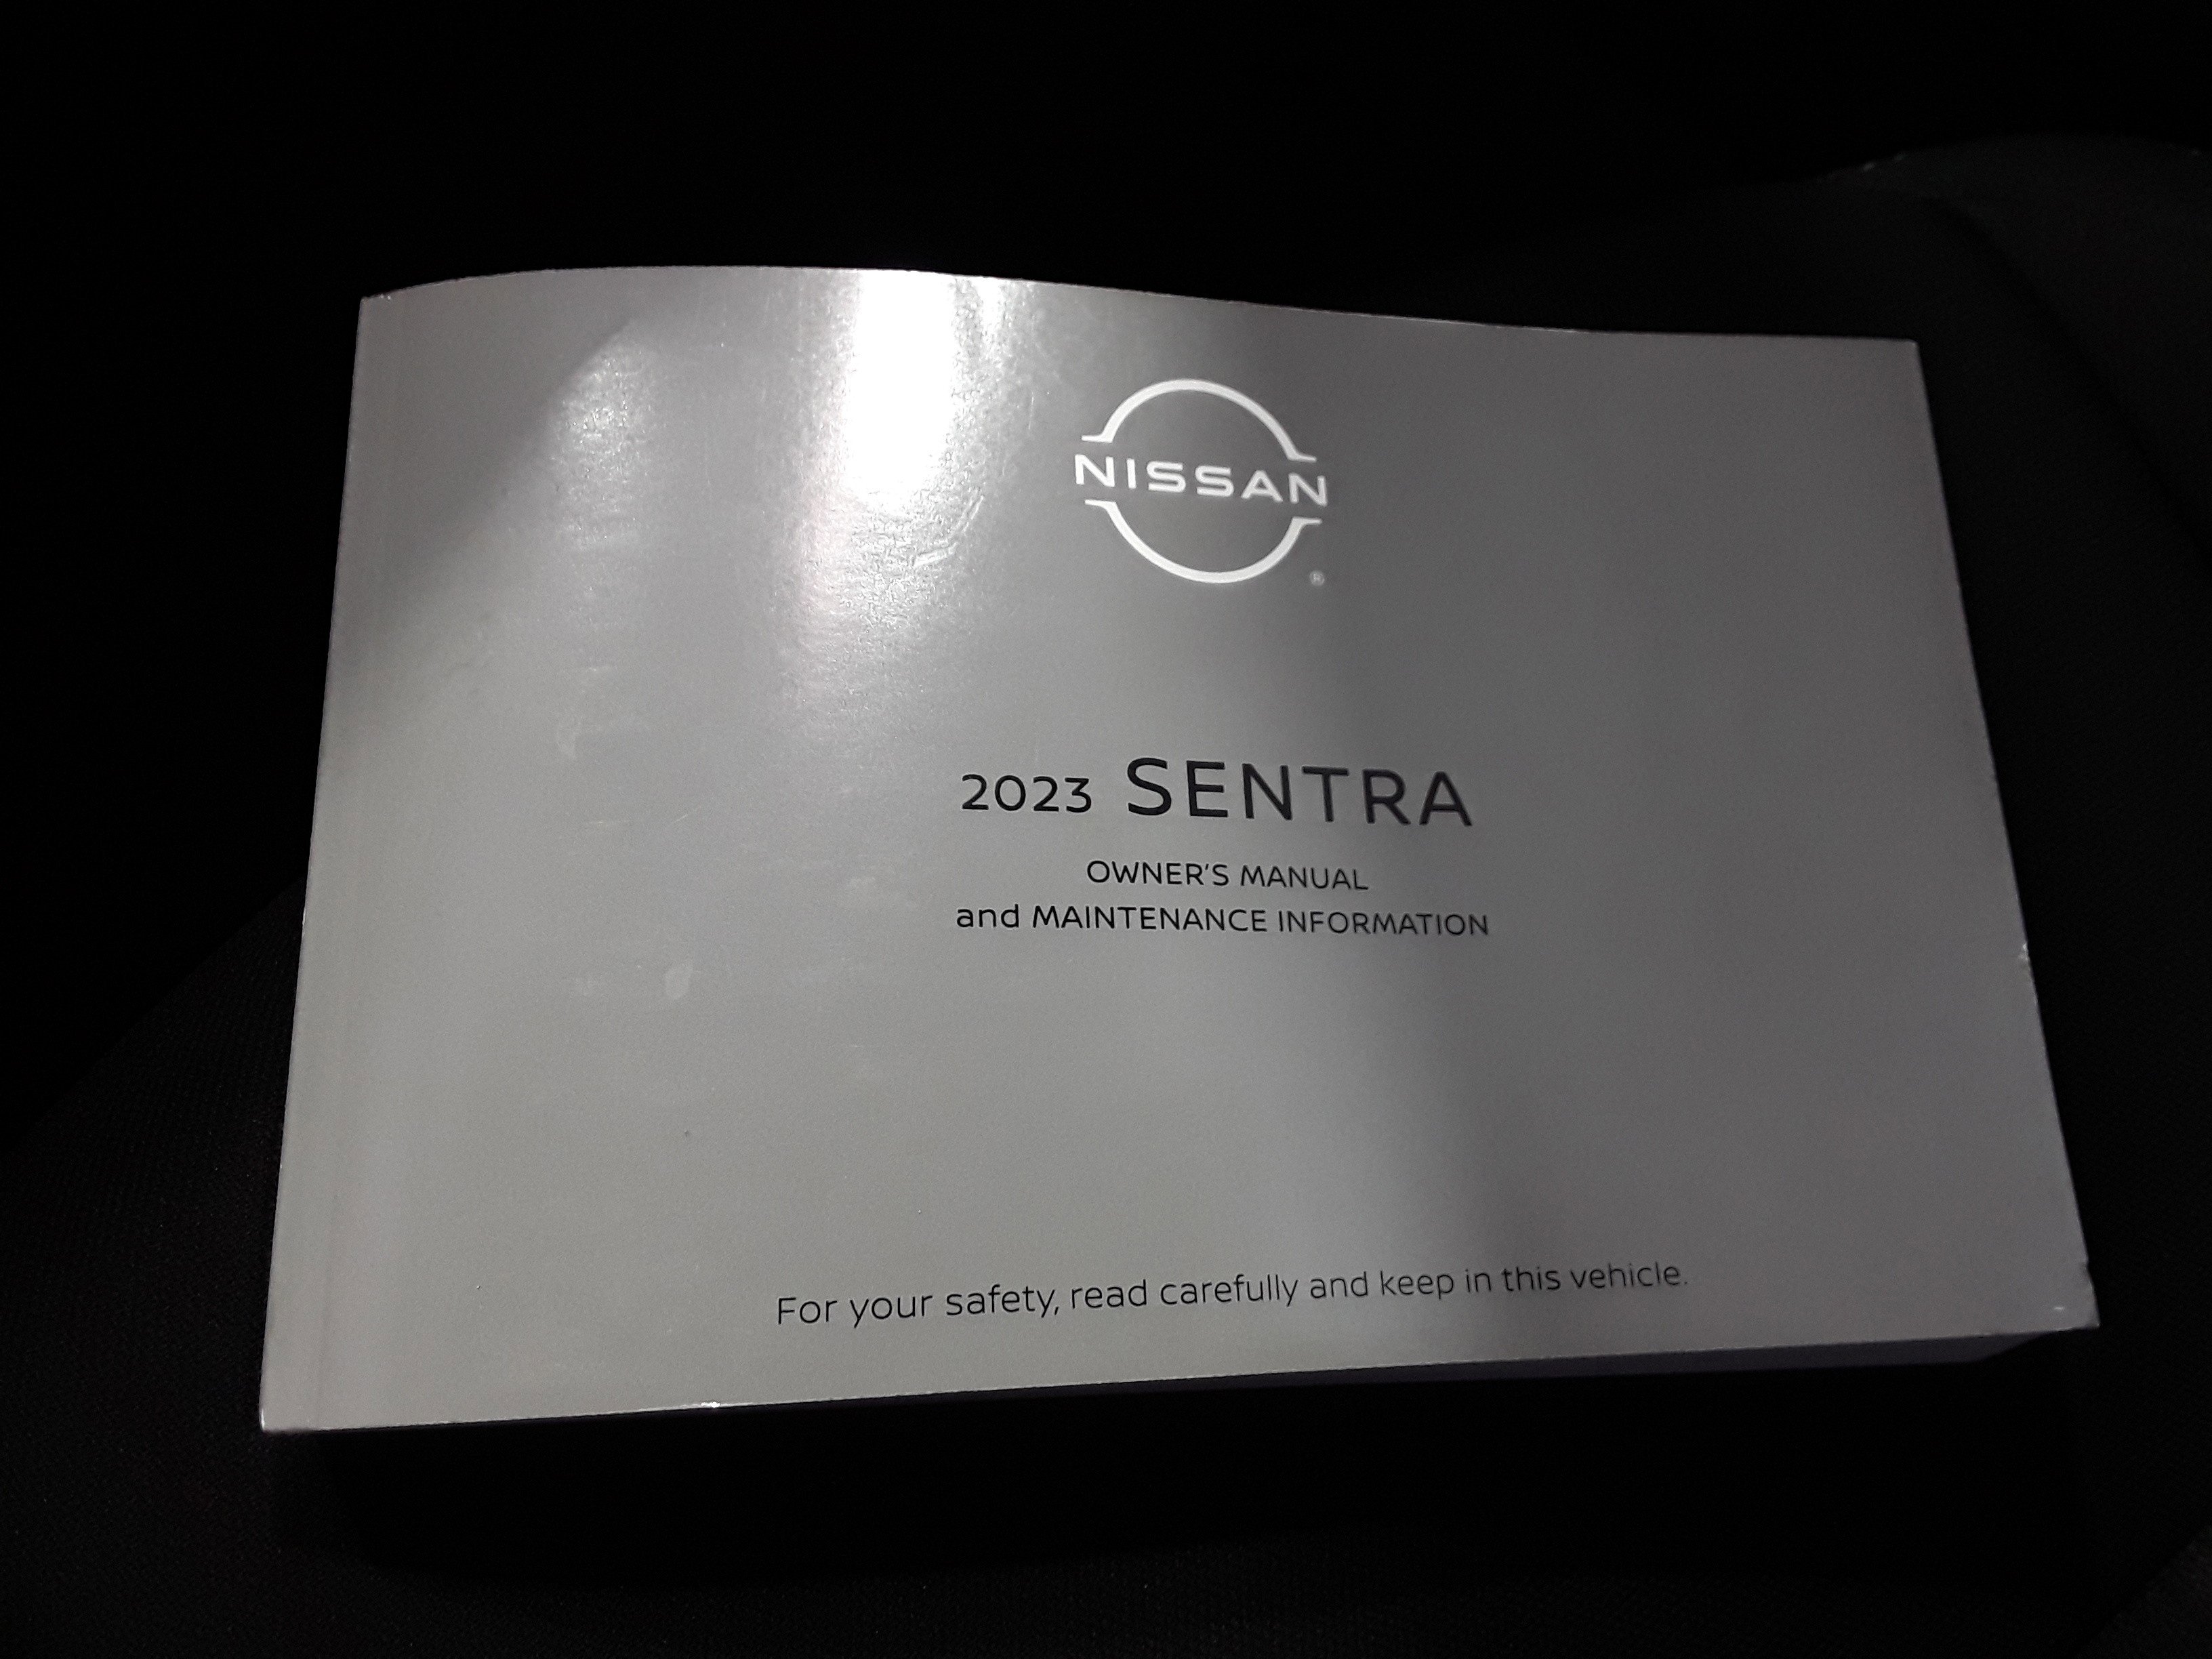 NISSAN
®
2023 SENTRA
OWNER'S MANUAL
and MAINTENANCE INFORMATION
For your safety, read carefully and keep in this vehicle.